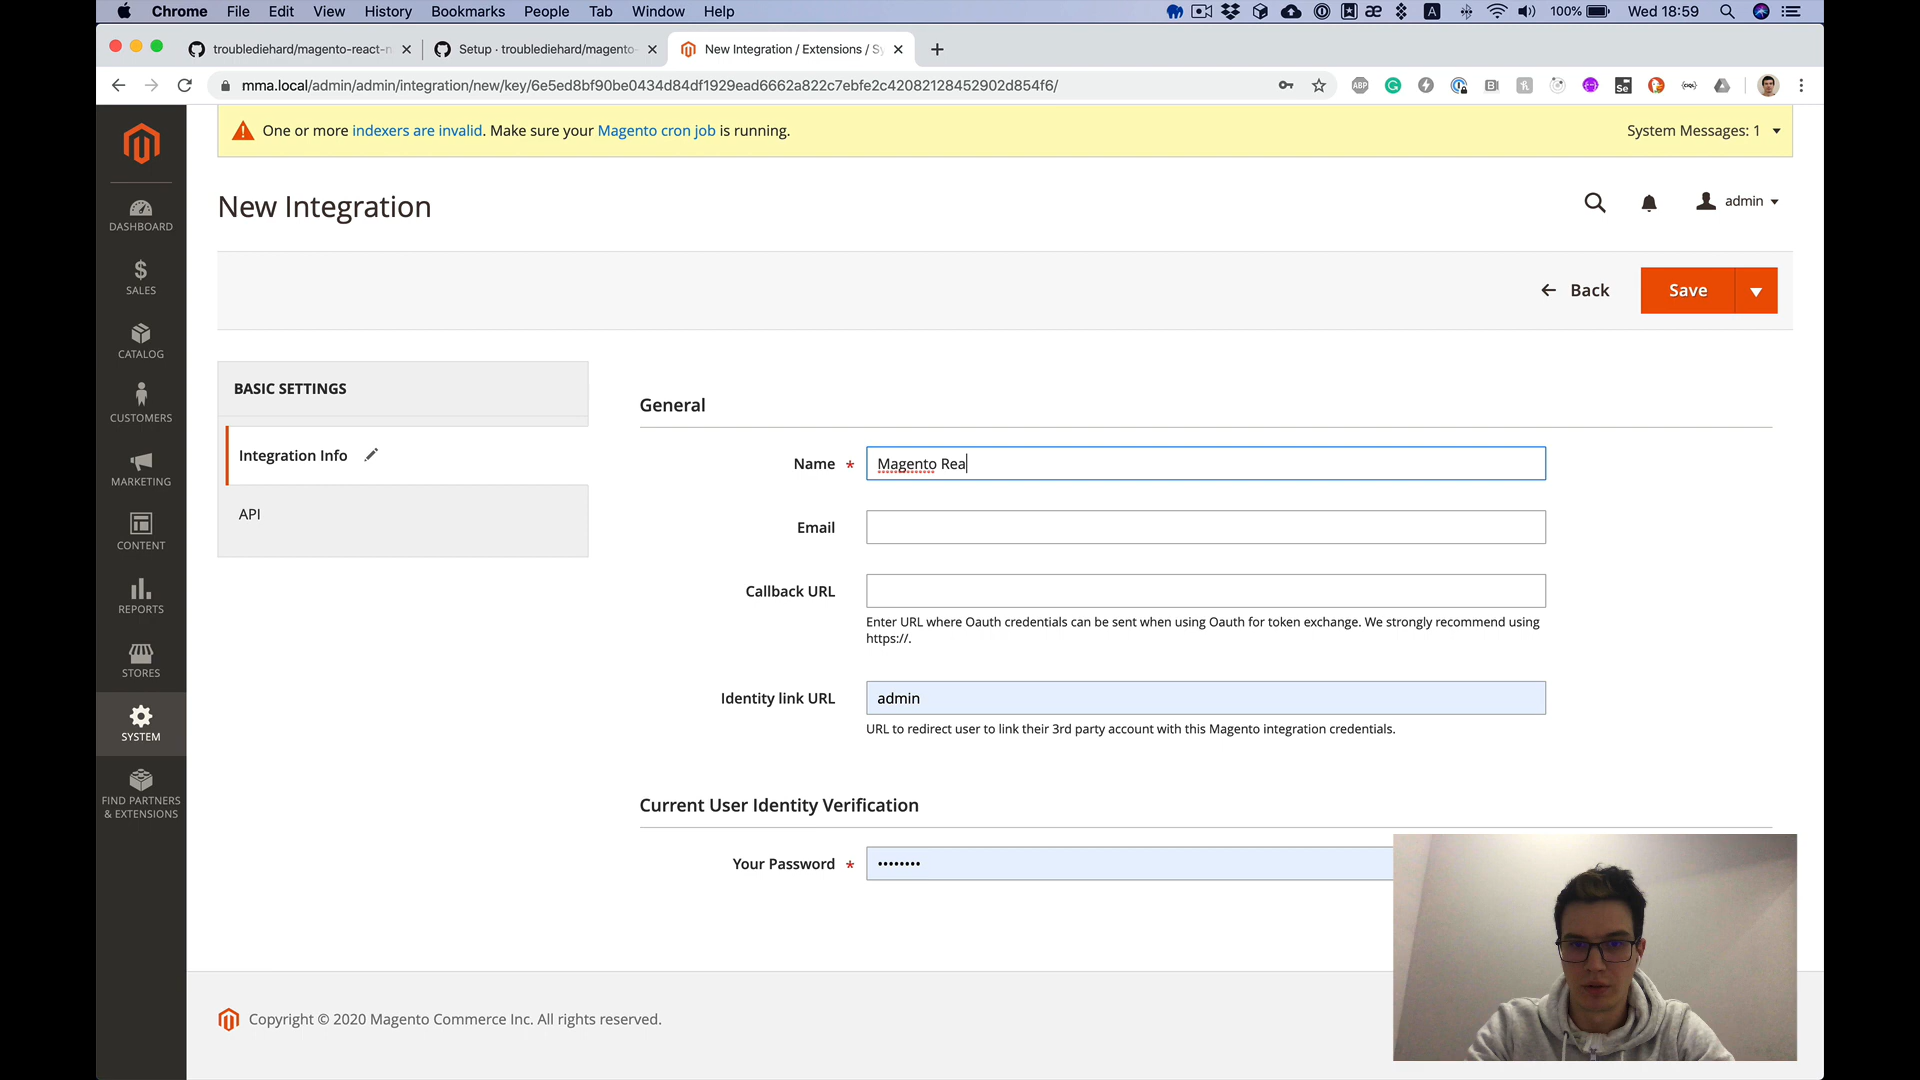 Chrome File Edit View History Bookmarks People Tab Window Help 100% Wed 18:59
troublediehard/magento-react-n Setup · troublediehard/magento- New Integration / Extensions / Sy
mma.local/admin/admin/integration/new/key/6e5ed8bf90be0434d84df1929ead6662a822c7ebfe2c42082128452902d854f6/
One or more indexers are invalid. Make sure your Magento cron job is running. System Messages: 1
New Integration
admin
Back
Save
DASHBOARD
SALES
CATALOG
CUSTOMERS
MARKETING
CONTENT
REPORTS
STORES
SYSTEM
FIND PARTNERS
& EXTENSIONS
BASIC SETTINGS
Integration Info
API
General
Name * Magento Rea
Email
Callback URL
Enter URL where Oauth credentials can be sent when using Oauth for token exchange. We strongly recommend using
https://.
Identity link URL admin
URL to redirect user to link their 3rd party account with this Magento integration credentials.
Current User Identity Verification
Your Password * ••••••••
Copyright © 2020 Magento Commerce Inc. All rights reserved.